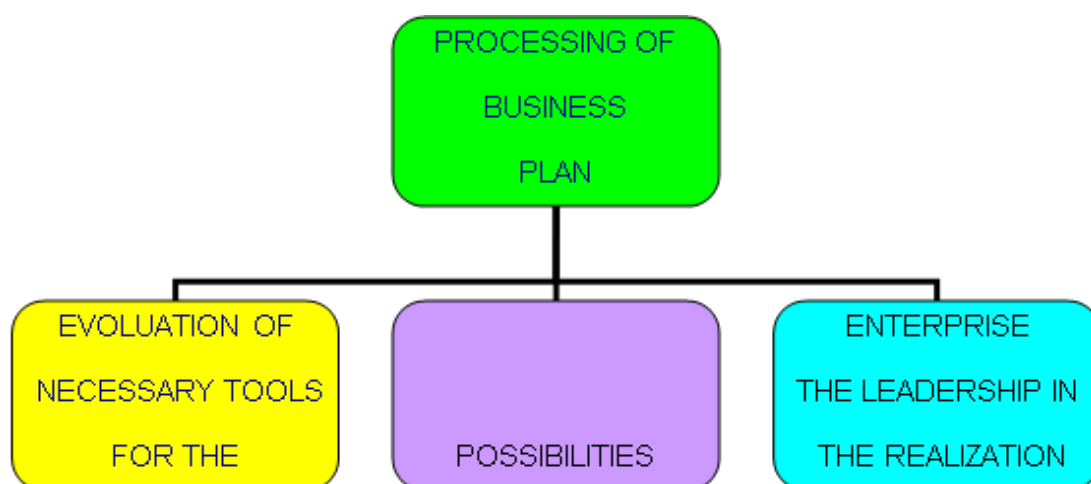 PROCESSING OF
BUSINESS
PLAN
EVOLUATION OF
NECESSARY TOOLS
FOR THE
POSSIBILITIES
ENTERPRISE
THE LEADERSHIP IN
THE REALIZATION